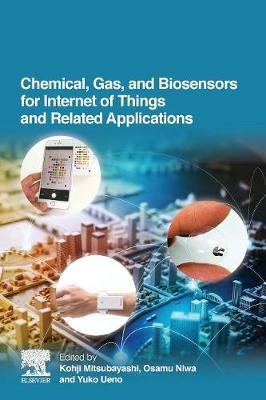 Chemical, Gas, and Biosensors
for Internet of Things
and Related Applications
ELSEVIER
Edited by
Kohji Mitsubayashi, Osamu Niwa
and Yuko Ueno